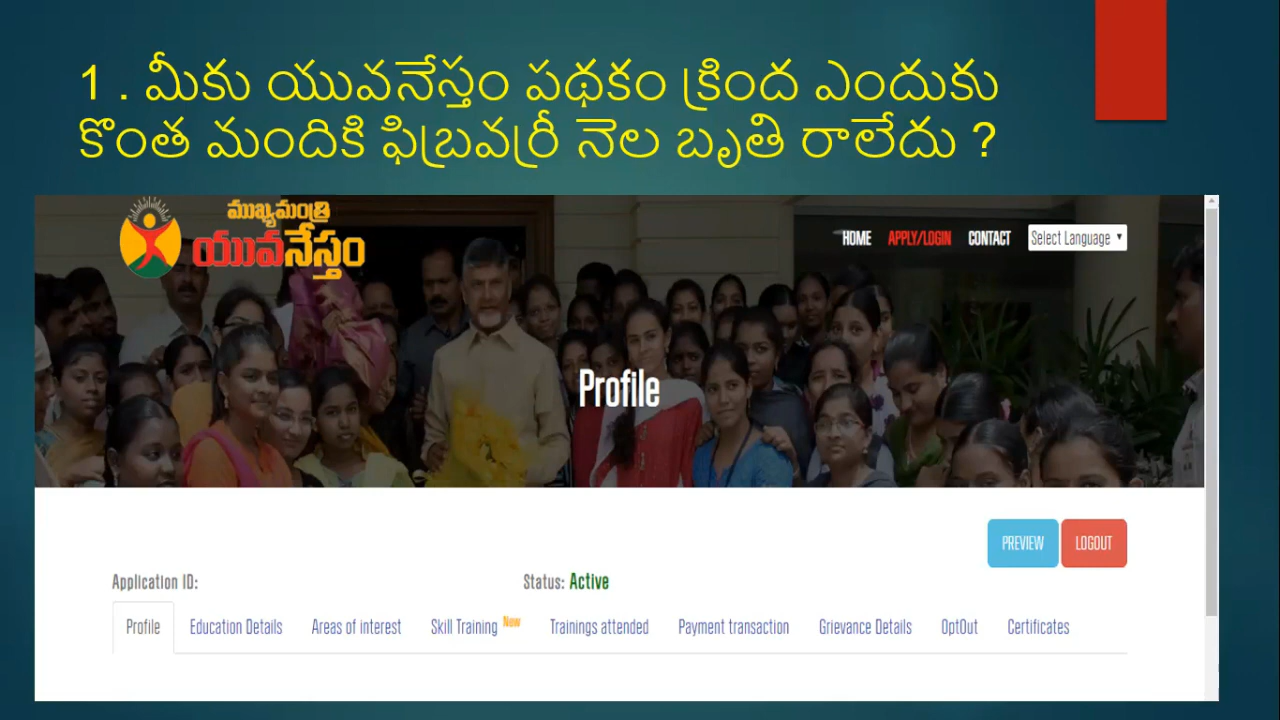 1 . మీకు యువనేస్తం పథకం క్రింద ఎందుకు
కొంత మందికి ఫిబ్రవర్రీ నెల బృతి రాలేదు ?
ముఖ్యమంత్రి
యువనేస్తం
HOME APPLY/LOGIN CONTACT Select Language
Profile
PREVIEW LOGOUT
Application ID: Status: Active
Profile Education Details Areas of interest Skill Training New Trainings attended Payment transaction Grievance Details OptOut Certificates